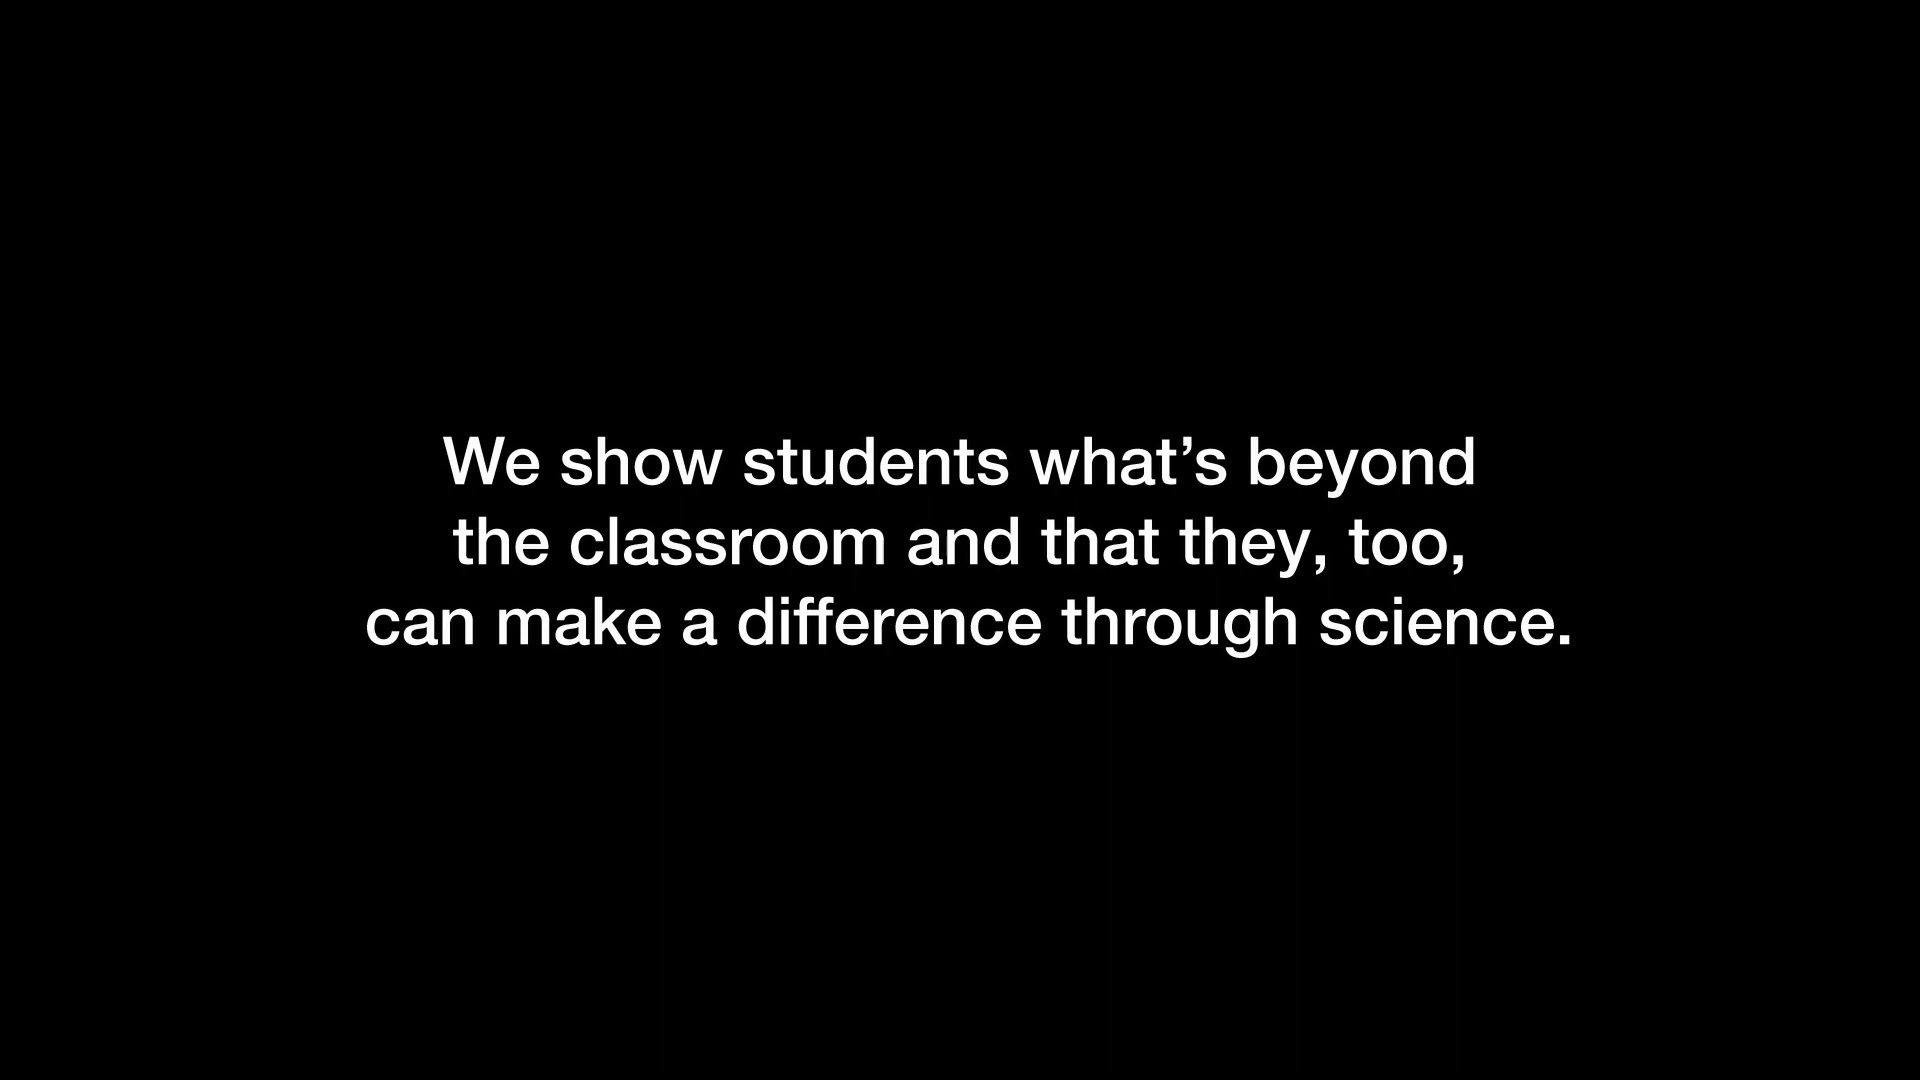 We show students what’s beyond
the classroom and that they, too,
can make a difference through science.